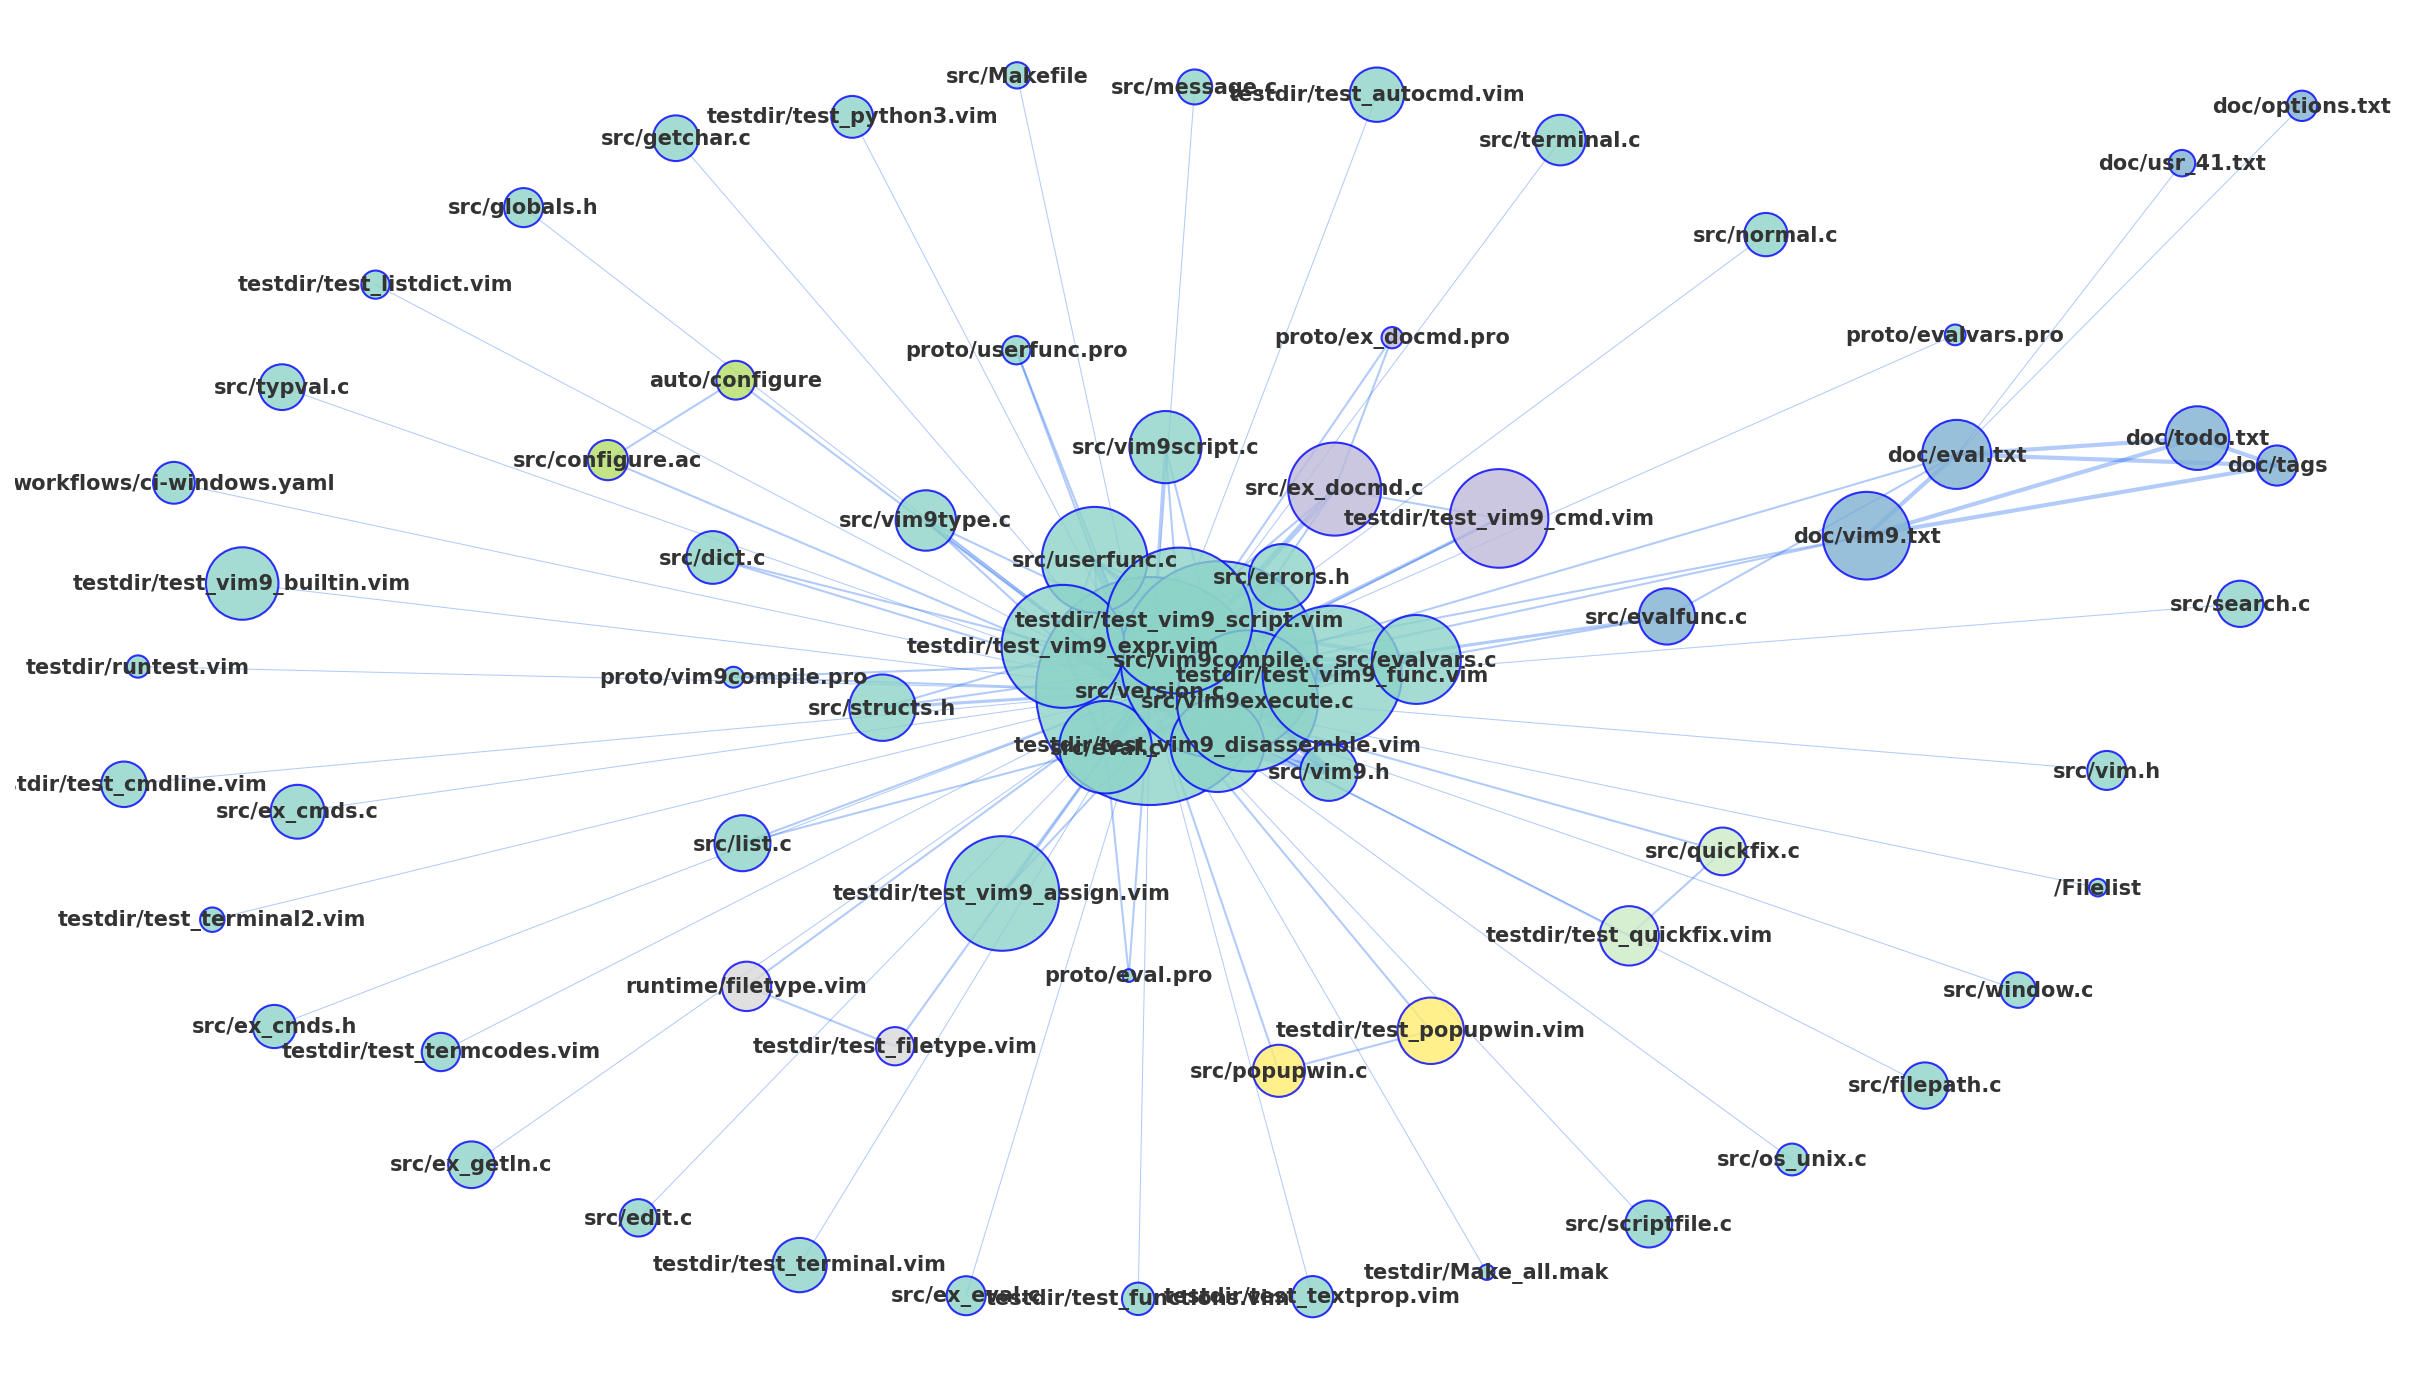 src/Makefile
src/message.c
testdir/test_autocmd.vim
doc/options.txt
testdir/test_python3.vim
src/getchar.c
src/terminal.c
doc/usr_41.txt
src/globals.h
src/normal.c
testdir/test_listdict.vim
proto/userfunc.pro
proto/ex_docmd.pro
proto/evalvars.pro
src/typval.c
auto/configure
src/vim9script.c
doc/todo.txt
src/configure.ac
doc/eval.txt
doc/tags
workflows/ci-windows.yaml
src/ex_docmd.c
src/vim9type.c
testdir/test_vim9_cmd.vim
doc/vim9.txt
src/dict.c
src/userfunc.c
src/errors.h
testdir/test_vim9_builtin.vim
src/search.c
testdir/test_vim9_script.vim
src/evalfunc.c
testdir/test_vim9_expr.vim
src/vim9compile.c
src/evalvars.c
testdir/runtest.vim
proto/vim9compile.pro
testdir/test_vim9_func.vim
src/version.c
src/vim9execute.c
src/structs.h
testdir/test_vim9_disassemble.vim
src/eval.c
src/vim9.h
src/vim.h
tdir/test_cmdline.vim
src/ex_cmds.c
src/list.c
src/quickfix.c
testdir/test_vim9_assign.vim
/Filelist
testdir/test_terminal2.vim
testdir/test_quickfix.vim
runtime/filetype.vim
proto/eval.pro
src/window.c
src/ex_cmds.h
testdir/test_termcodes.vim
testdir/test_filetype.vim
testdir/test_popupwin.vim
src/popupwin.c
src/filepath.c
src/ex_getln.c
src/os_unix.c
src/edit.c
src/scriptfile.c
testdir/test_terminal.vim
testdir/Make_all.mak
src/ex_eval.c
testdir/test_functions.vim
testdir/test_textprop.vim